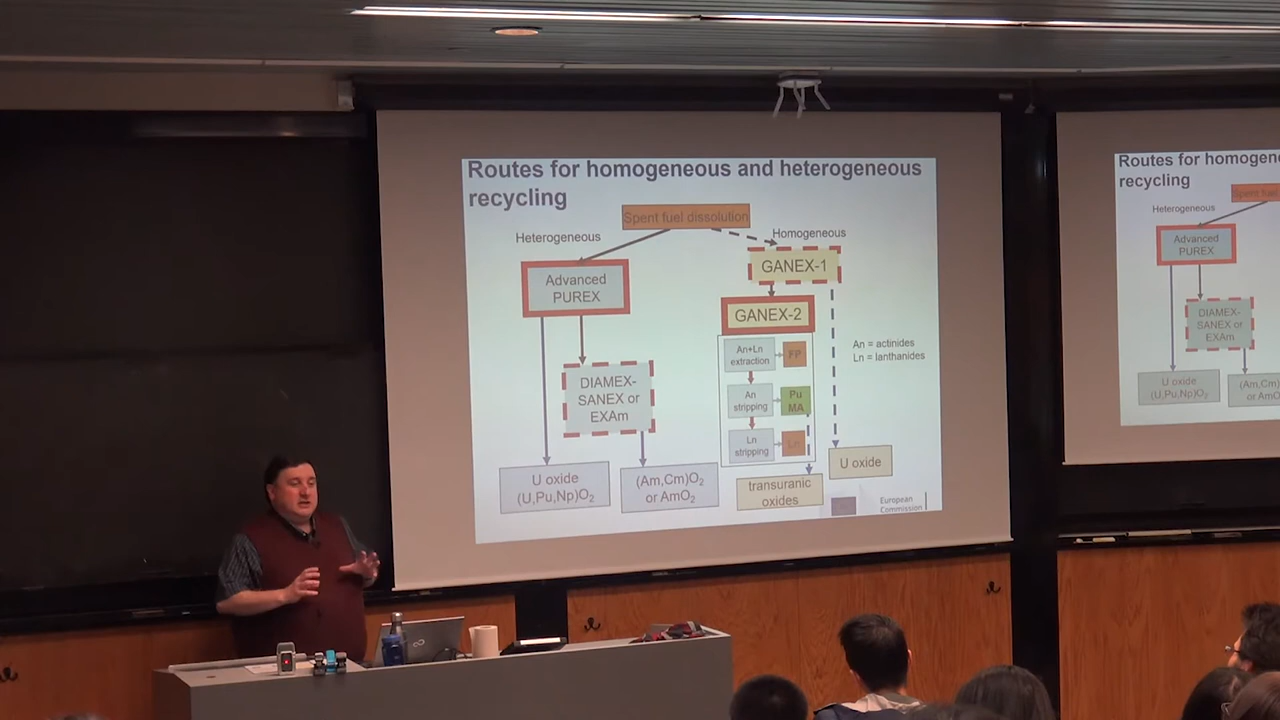 Routes for homogeneous and heterogeneous
recycling
Spent fuel dissolution
Heterogeneous
Homogeneous
Advanced
PUREX
GANEX-1
GANEX-2
An+Ln
extraction
FP
An
stripping
Pu
MA
Ln
stripping
Ln
An = actinides
Ln = lanthanides
DIAMEX-
SANEX or
EXAm
U oxide
(U,Pu,Np)O₂
(Am,Cm)O₂
or AmO₂
transuranic
oxides
U oxide
European
Commission
Routes for homogen
recycling
Spent fuel
Heterogeneous
Advanced
PUREX
DIAMEX-
SANEX or
EXAm
U oxide
(U,Pu,Np)O₂
(Am,Cm)
or AmO